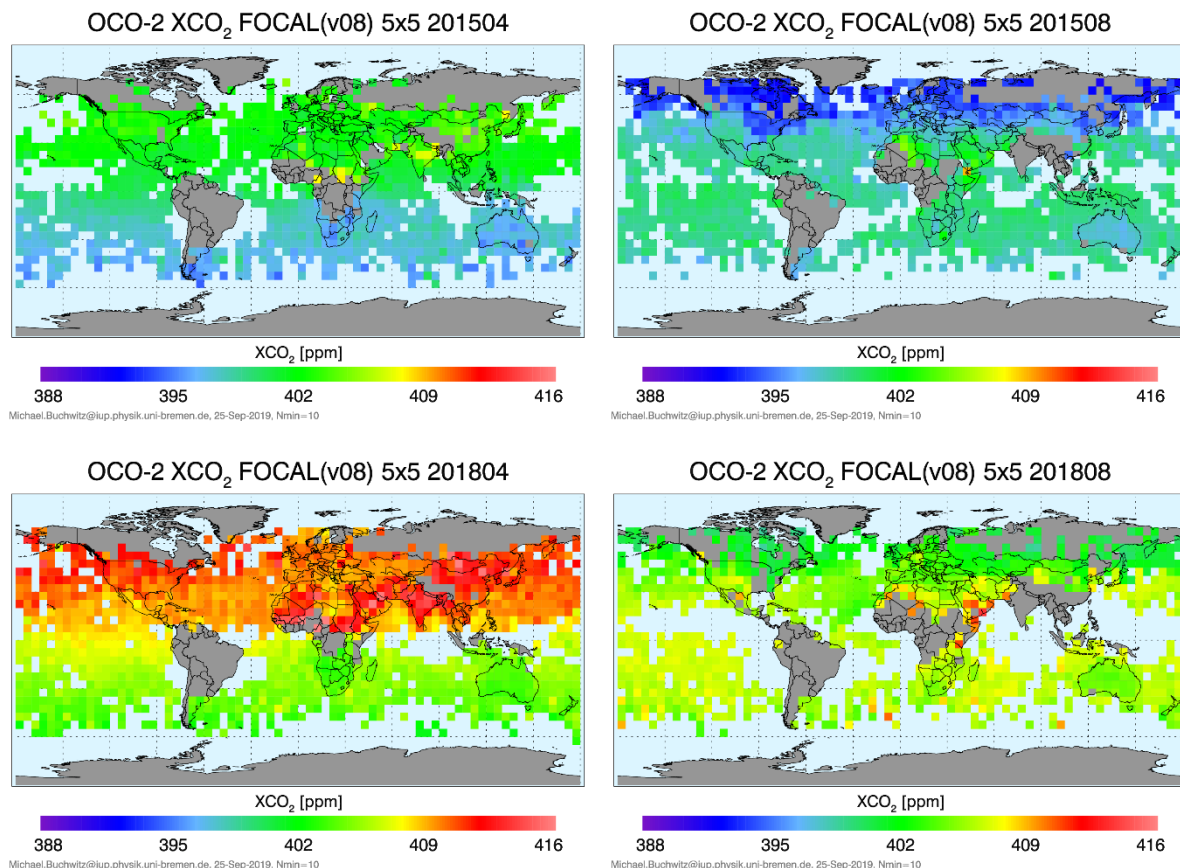 OCO-2 XCO₂ FOCAL(v08) 5x5 201504
XCO₂ [ppm]
388 395 402 409 416
Michael.Buchwitz@iup.physik.uni-bremen.de, 25-Sep-2019, Nmin=10
OCO-2 XCO₂ FOCAL(v08) 5x5 201508
XCO₂ [ppm]
388 395 402 409 416
Michael.Buchwitz@iup.physik.uni-bremen.de, 25-Sep-2019, Nmin=10
OCO-2 XCO₂ FOCAL(v08) 5x5 201804
XCO₂ [ppm]
388 395 402 409 416
Michael.Buchwitz@iup.physik.uni-bremen.de, 25-Sep-2019, Nmin=10
OCO-2 XCO₂ FOCAL(v08) 5x5 201808
XCO₂ [ppm]
388 395 402 409 416
Michael.Buchwitz@iup.physik.uni-bremen.de, 25-Sep-2019, Nmin=10